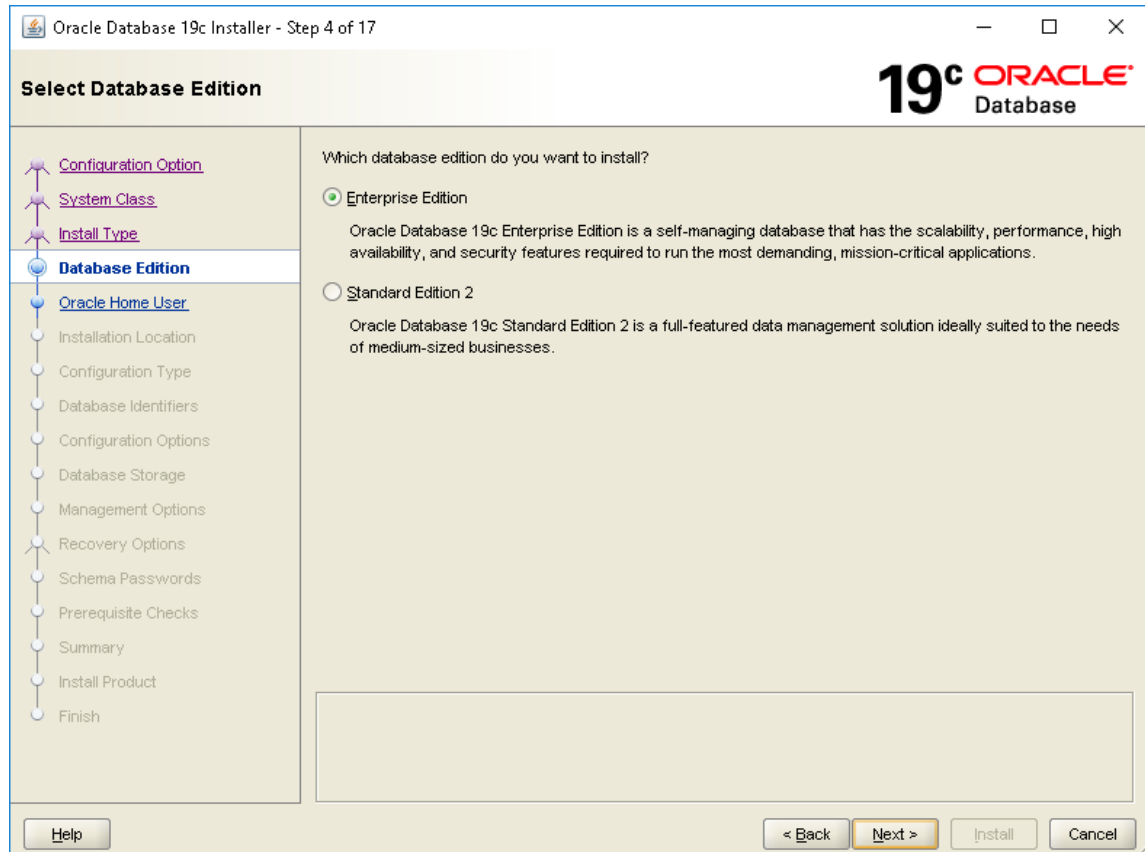 Oracle Database 19c Installer - Step 4 of 17
Select Database Edition
19c ORACLE
Database
Configuration Option
System Class
Install Type
Database Edition
Oracle Home User
Installation Location
Configuration Type
Database Identifiers
Configuration Options
Database Storage
Management Options
Recovery Options
Schema Passwords
Prerequisite Checks
Summary
Install Product
Finish
Which database edition do you want to install?
Enterprise Edition
Oracle Database 19c Enterprise Edition is a self-managing database that has the scalability, performance, high
availability, and security features required to run the most demanding, mission-critical applications.
Standard Edition 2
Oracle Database 19c Standard Edition 2 is a full-featured data management solution ideally suited to the needs
of medium-sized businesses.
Help
< Back
Next >
Install
Cancel